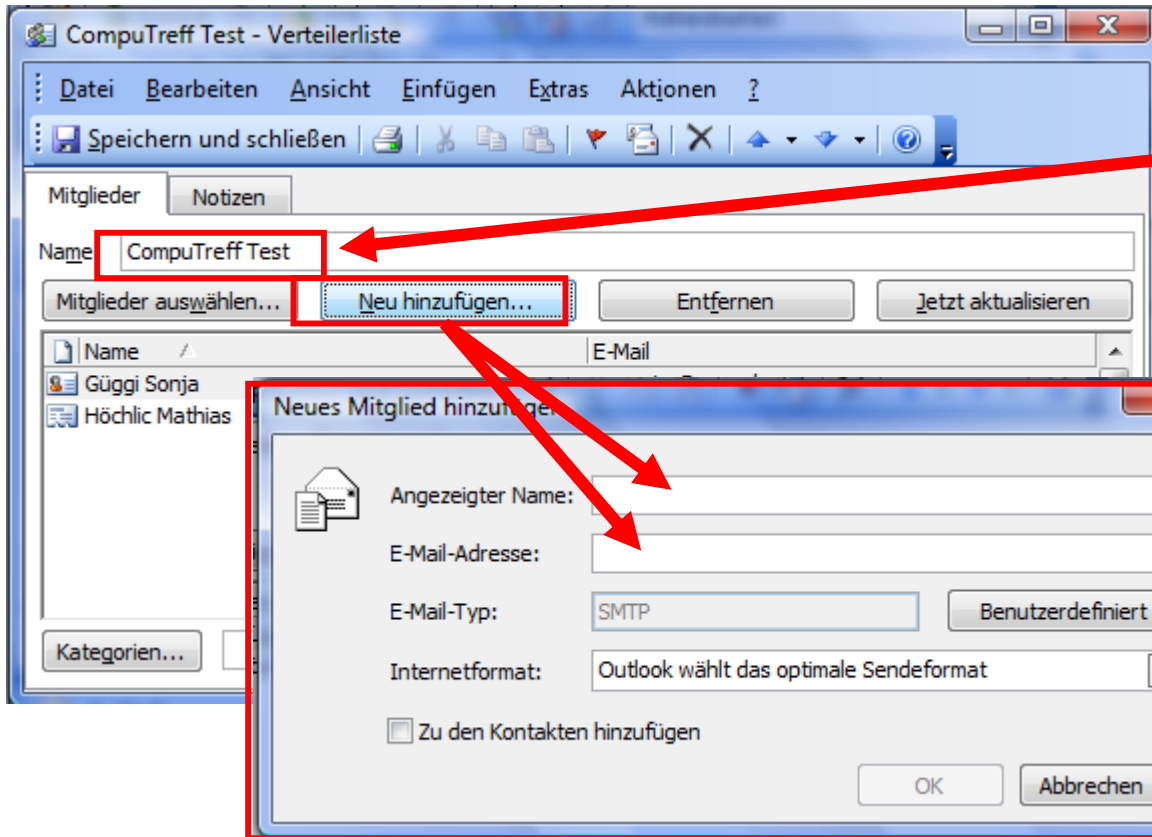 CompuTreff Test - Verteilerliste
Datei Bearbeiten Ansicht Einfügen Extras Aktionen ?
Speichern und schließen
Mitglieder Notizen
Name CompuTreff Test
Mitglieder auswählen... Neu hinzufügen... Entfernen Jetzt aktualisieren
Name E-Mail
Güggi Sonja
Höchlic Mathias
Neues Mitglied hinzufügen
Angezeigter Name:
E-Mail-Adresse:
E-Mail-Typ: SMTP Benutzerdefiniert
Internetformat: Outlook wählt das optimale Sendeformat
Zu den Kontakten hinzufügen
Kategorien...
OK Abbrechen